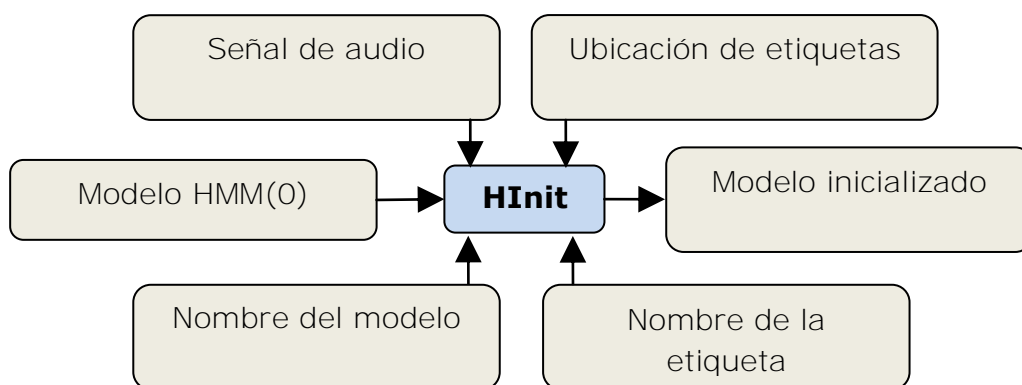 Señal de audio
Ubicación de etiquetas
Modelo HMM(0)
HInit
Modelo inicializado
Nombre del modelo
Nombre de la
etiqueta